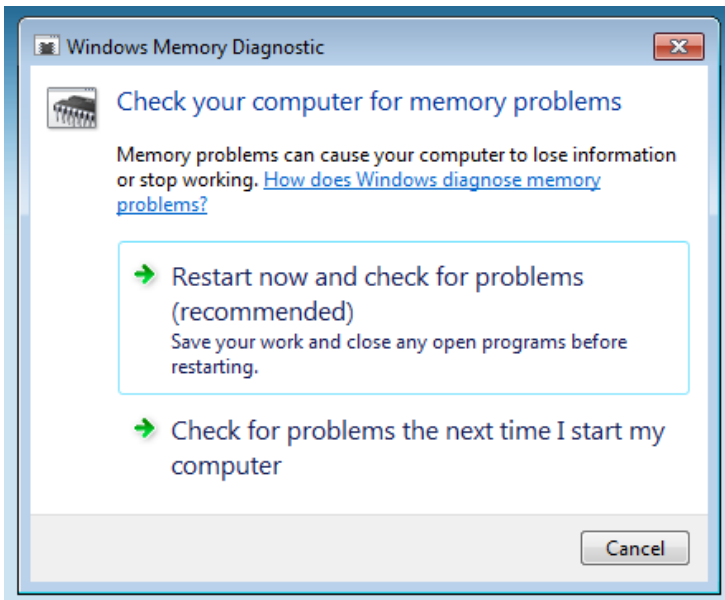 Windows Memory Diagnostic
Check your computer for memory problems
Memory problems can cause your computer to lose information
or stop working. How does Windows diagnose memory
problems?
Restart now and check for problems
(recommended)
Save your work and close any open programs before
restarting.
Check for problems the next time I start my
computer
Cancel